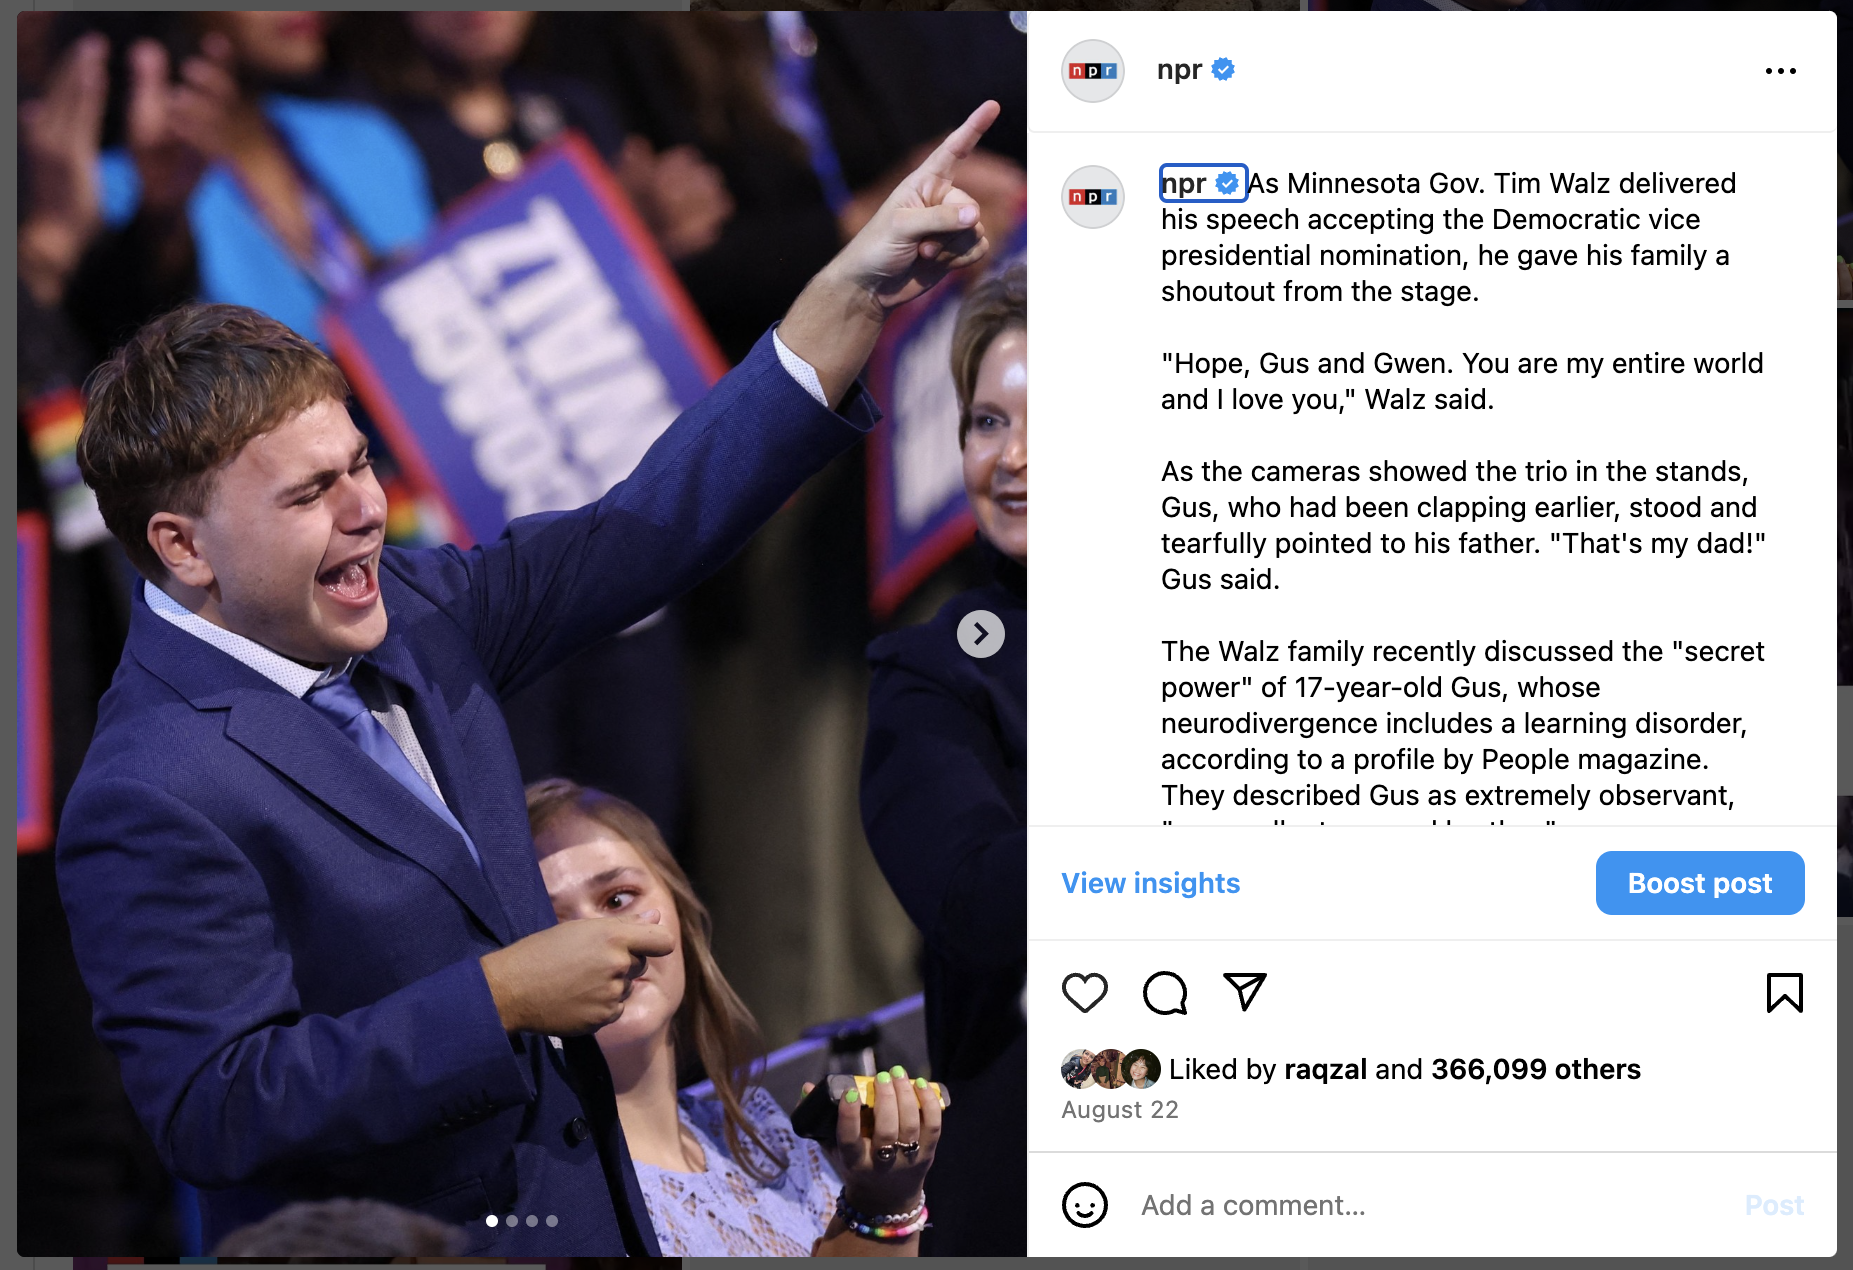 npr
npr
npr
npr As Minnesota Gov. Tim Walz delivered
his speech accepting the Democratic vice
presidential nomination, he gave his family a
shoutout from the stage.
"Hope, Gus and Gwen. You are my entire world
and I love you," Walz said.
As the cameras showed the trio in the stands,
Gus, who had been clapping earlier, stood and
tearfully pointed to his father. "That's my dad!"
Gus said.
The Walz family recently discussed the "secret
power" of 17-year-old Gus, whose
neurodivergence includes a learning disorder,
according to a profile by People magazine.
They described Gus as extremely observant,
View insights
Boost post
Liked by raqzal and 366,099 others
August 22
Add a comment...
Post